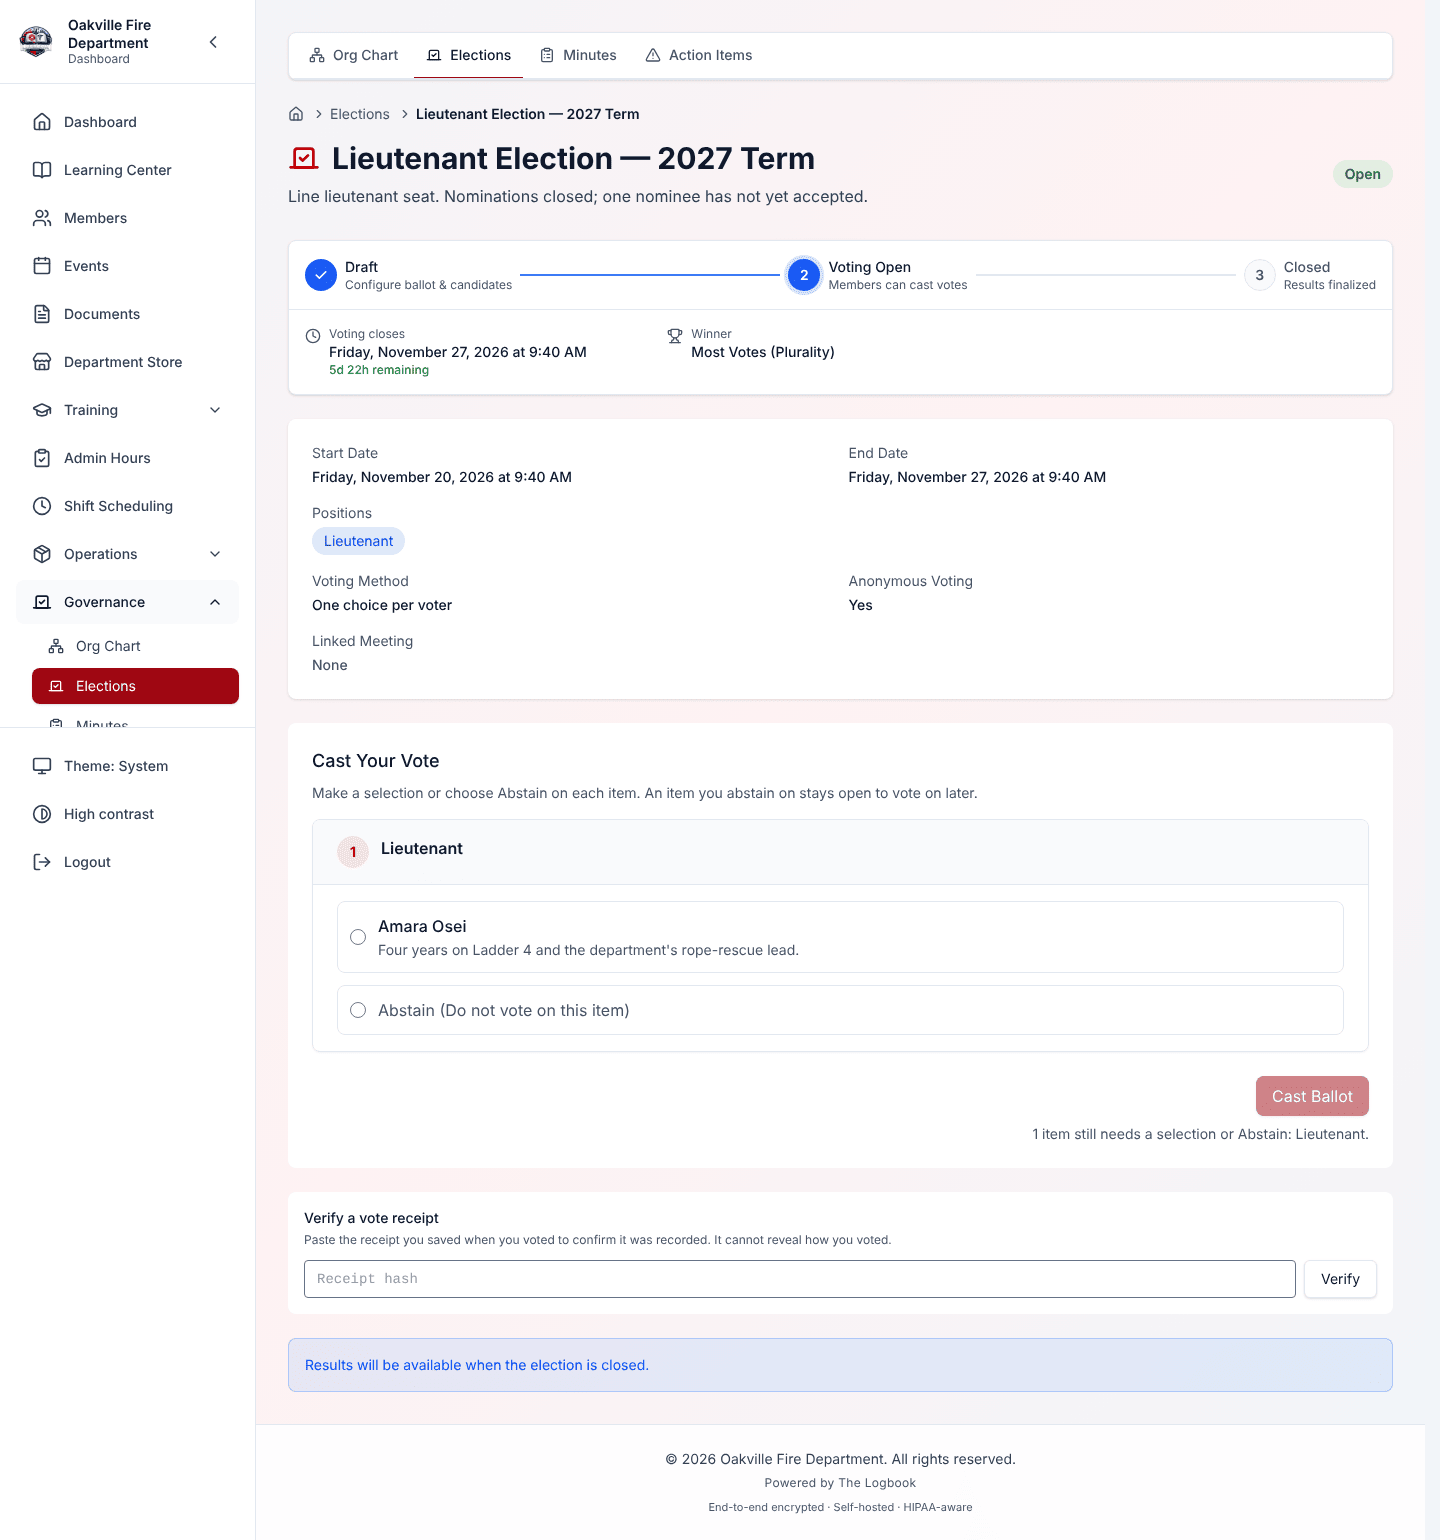 Oakville Fire
Department
Dashboard
Dashboard
Learning Center
Members
Events
Documents
Department Store
Training
Admin Hours
Shift Scheduling
Operations
Governance
Org Chart
Elections
Minutes
Theme: System
High contrast
Logout
Org Chart
Elections
Minutes
Action Items
Elections
Lieutenant Election — 2027 Term
Lieutenant Election — 2027 Term
Open
Line lieutenant seat. Nominations closed; one nominee has not yet accepted.
Draft
Configure ballot & candidates
2
Voting Open
Members can cast votes
3
Closed
Results finalized
Voting closes
Friday, November 27, 2026 at 9:40 AM
5d 22h remaining
Winner
Most Votes (Plurality)
Start Date
Friday, November 20, 2026 at 9:40 AM
End Date
Friday, November 27, 2026 at 9:40 AM
Positions
Lieutenant
Voting Method
One choice per voter
Anonymous Voting
Yes
Linked Meeting
None
Cast Your Vote
Make a selection or choose Abstain on each item. An item you abstain on stays open to vote on later.
1
Lieutenant
Amara Osei
Four years on Ladder 4 and the department's rope-rescue lead.
Abstain (Do not vote on this item)
Cast Ballot
1 item still needs a selection or Abstain: Lieutenant.
Verify a vote receipt
Paste the receipt you saved when you voted to confirm it was recorded. It cannot reveal how you voted.
Receipt hash
Verify
Results will be available when the election is closed.
© 2026 Oakville Fire Department. All rights reserved.
Powered by The Logbook
End-to-end encrypted · Self-hosted · HIPAA-aware